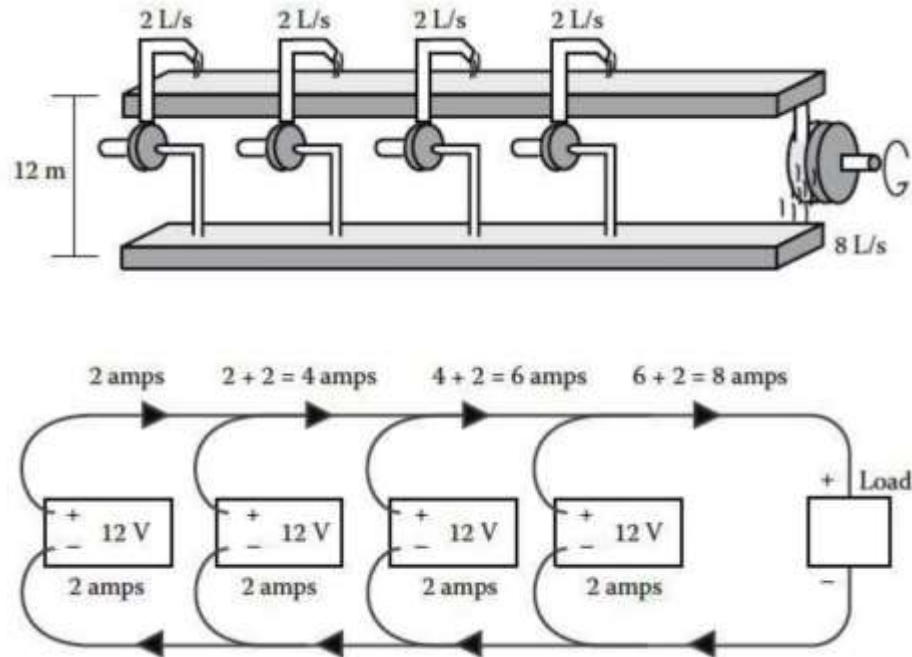 2 L/s 2 L/s 2 L/s 2 L/s
12 m
8 L/s
2 amps 2 + 2 = 4 amps 4 + 2 = 6 amps 6 + 2 = 8 amps
+ + + + + Load
12 V 12 V 12 V 12 V
− − − − −
2 amps 2 amps 2 amps 2 amps